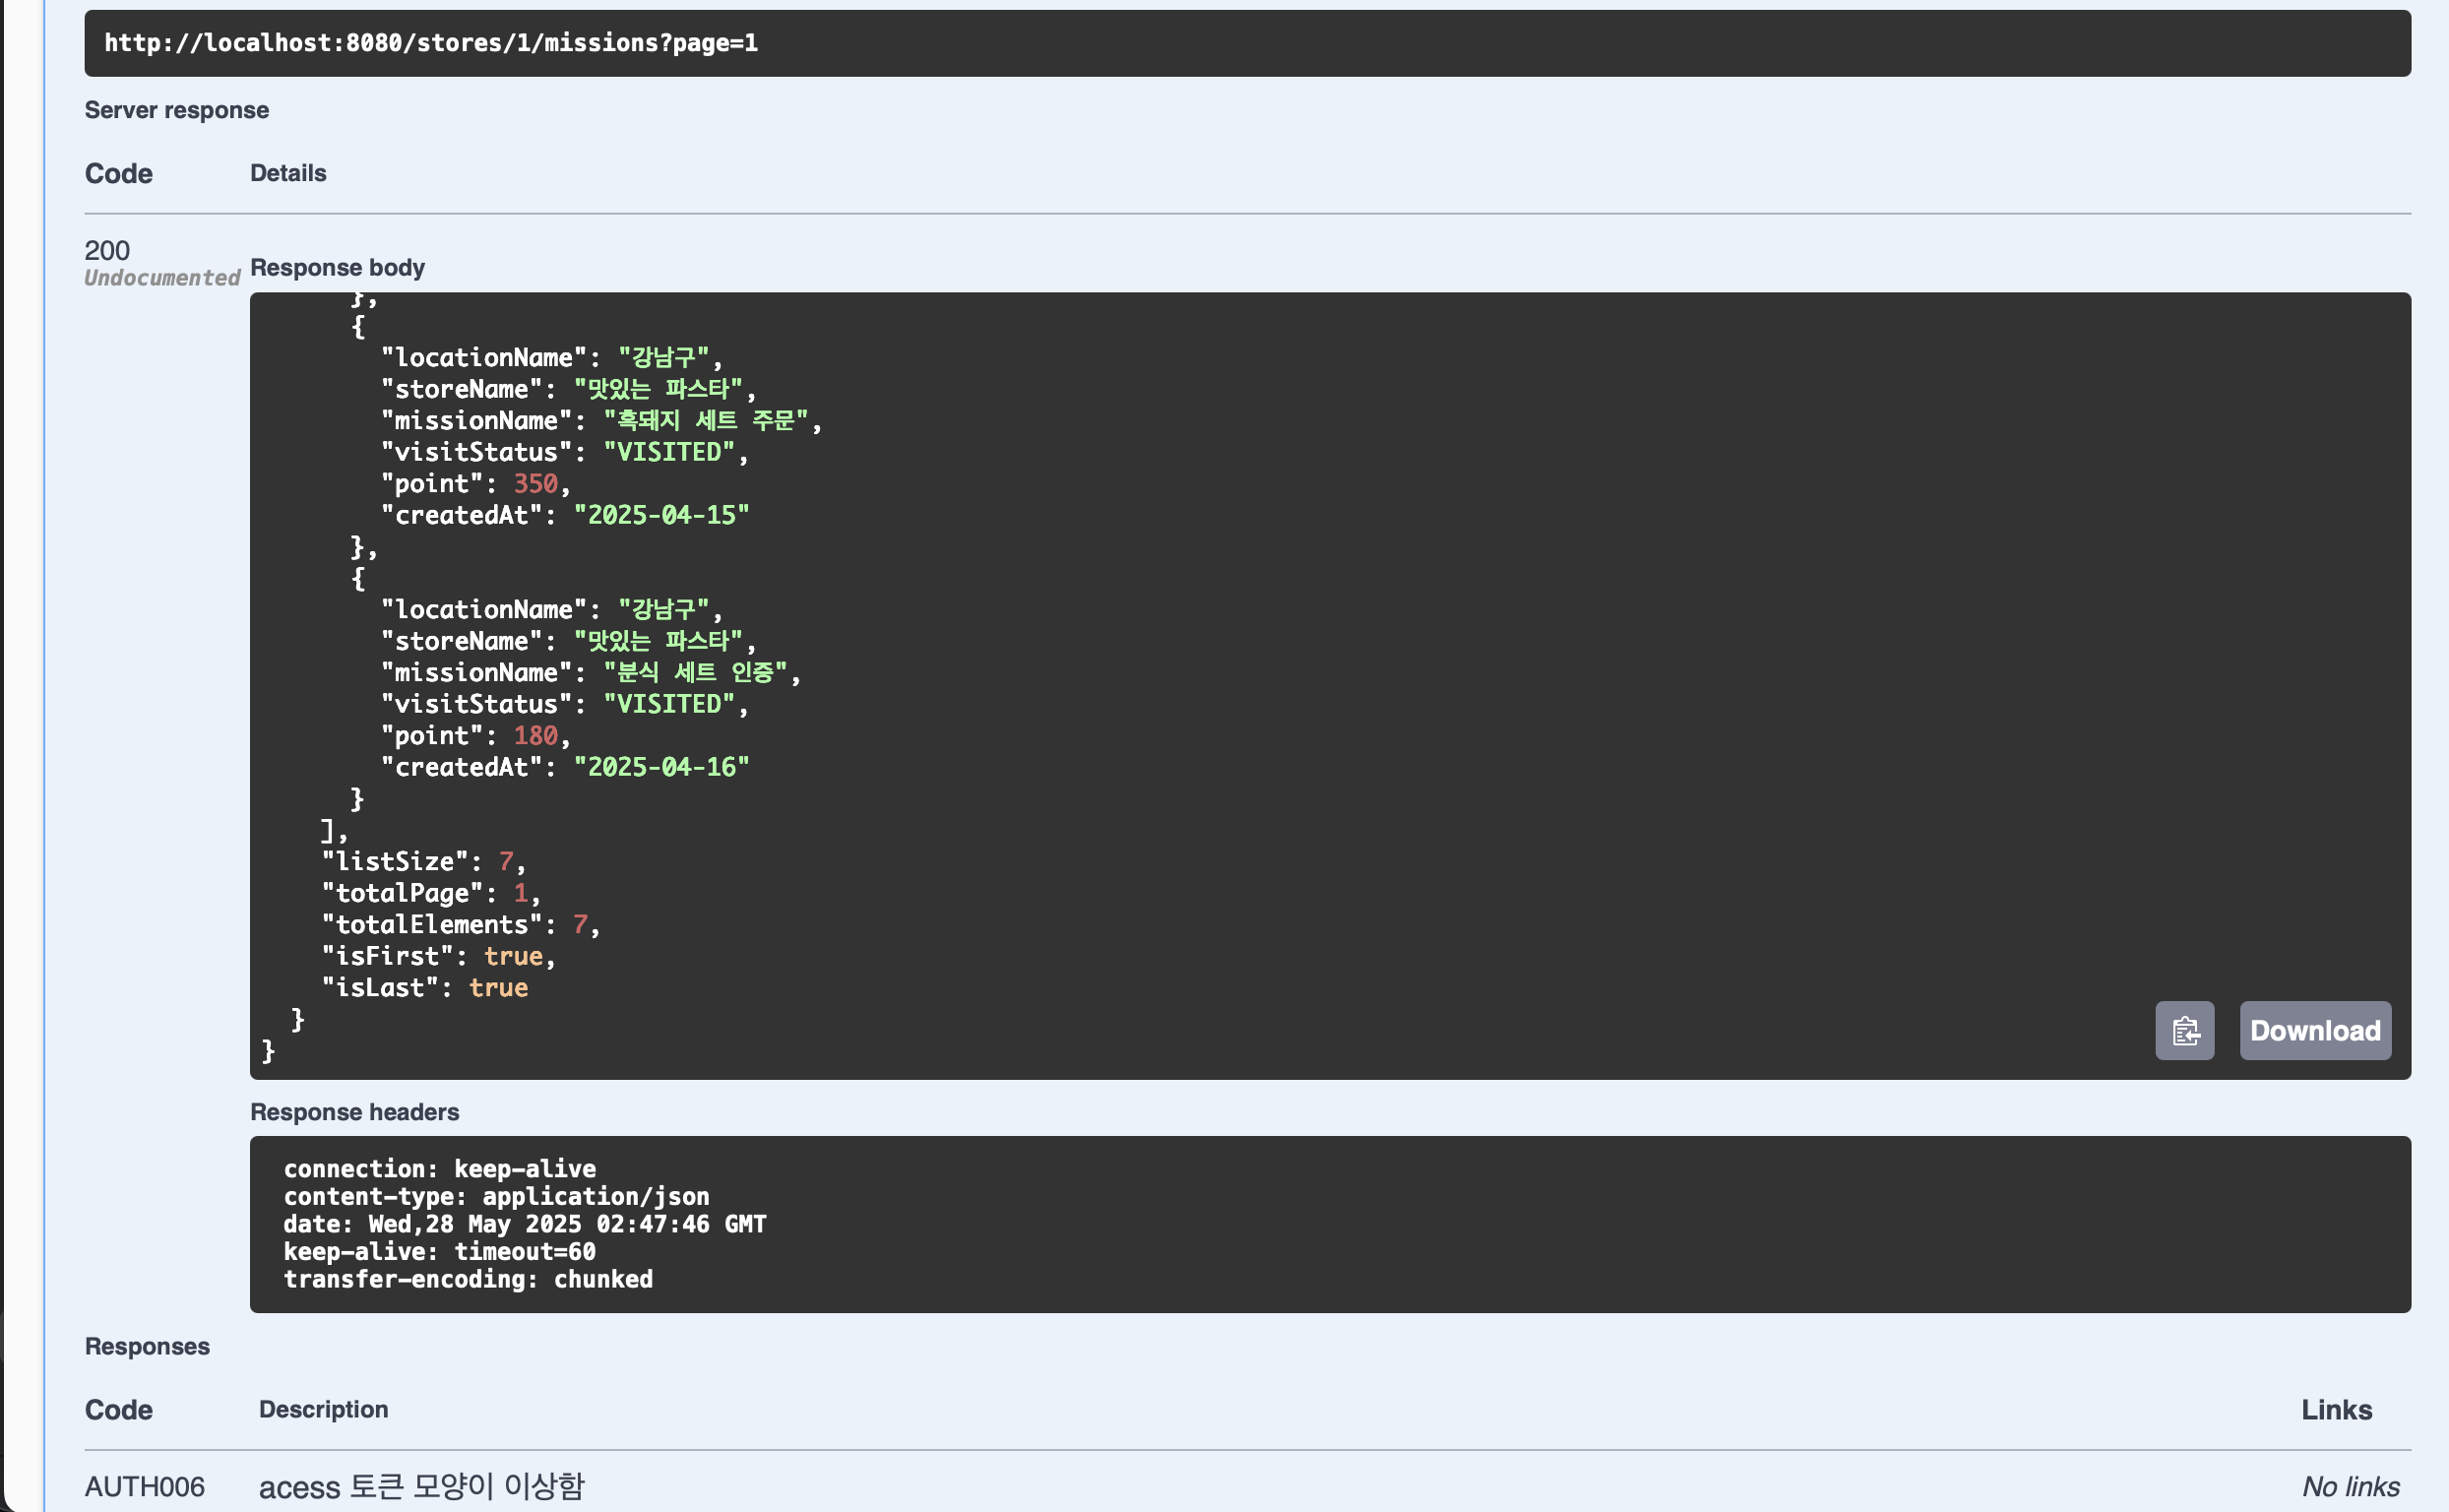 http://localhost:8080/stores/1/missions?page=1
Server response
Code Details
200
Undocumented
Response body
},
{
"locationName": "강남구",
"storeName": "맛있는 파스타",
"missionName": "흑돼지 세트 주문",
"visitStatus": "VISITED",
"point": 350,
"createdAt": "2025-04-15"
},
{
"locationName": "강남구",
"storeName": "맛있는 파스타",
"missionName": "분식 세트 인증",
"visitStatus": "VISITED",
"point": 180,
"createdAt": "2025-04-16"
}
],
"listSize": 7,
"totalPage": 1,
"totalElements": 7,
"isFirst": true,
"isLast": true
}
}
Download
Response headers
connection: keep-alive
content-type: application/json
date: Wed,28 May 2025 02:47:46 GMT
keep-alive: timeout=60
transfer-encoding: chunked
Responses
Code Description Links
AUTH006 acess 토큰 모양이 이상함 No links